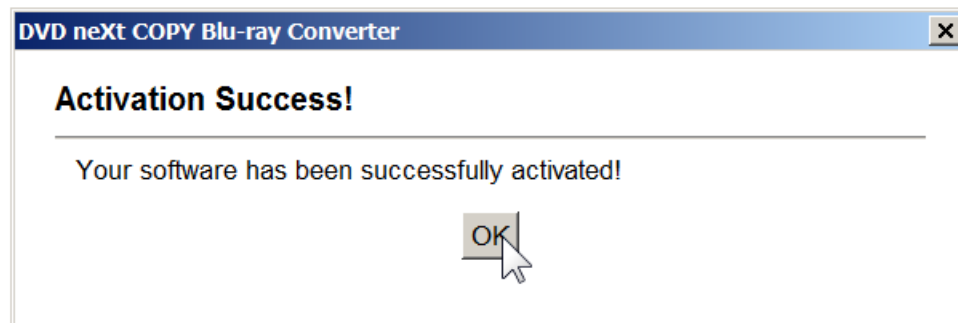 DVD neXt COPY Blu-ray Converter
Activation Success!
Your software has been successfully activated!
OK